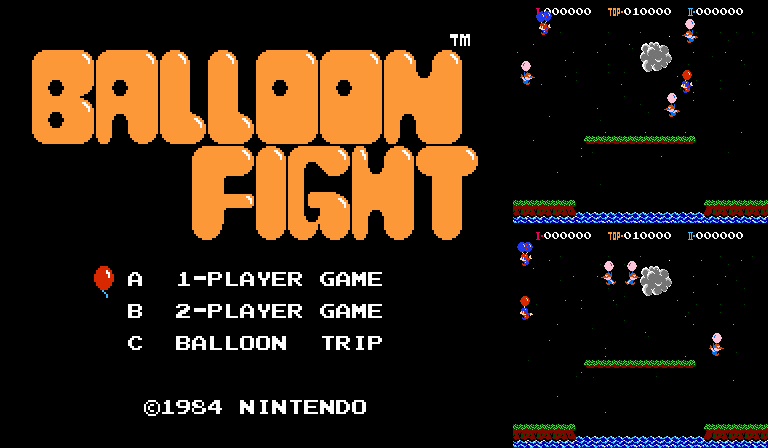 TM
BALLOON
FIGHT
A 1-PLAYER GAME
B 2-PLAYER GAME
C BALLOON TRIP
©1984 NINTENDO
I-000000 TOP-010000 II-000000
I-000000 TOP-010000 II-000000